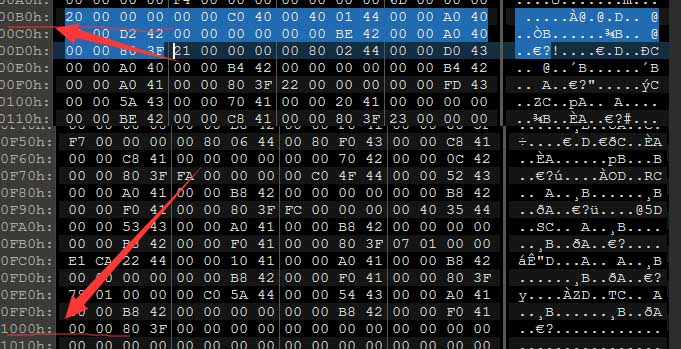 00B0h: 20 00 00 00 00 00 C0 40 00 40 01 44 00 00 A0 40 .....À@.@.D.. @
00C0h: 00 00 D2 42 00 00 00 00 00 00 BE 42 00 00 A0 40 ..ÒB......¾B.. @
00D0h: 00 00 80 3F 21 00 00 00 00 80 02 44 00 00 D0 43 ..€?!....€.D..ÐC
00E0h: 00 00 A0 40 00 00 B4 42 00 00 00 00 00 00 B4 42 .. @..´B......´B
00F0h: 00 00 A0 41 00 00 80 3F 22 00 00 00 00 00 FD 43 .. A..€?".....ýC
0100h: 00 00 5A 43 00 00 70 41 00 00 20 41 00 00 00 00 ..ZC..pA.. A....
0110h: 00 00 BE 42 00 00 C8 41 00 00 80 3F 23 00 00 00 ..¾B..ÈA..€?#...
0F50h: F7 00 00 00 00 80 06 44 00 80 F0 43 00 00 C8 41 ÷....€.D.€ðC..ÈA
0F60h: 00 00 C8 41 00 00 00 00 00 00 70 42 00 00 0C 42 ..ÈA......pB...B
0F70h: 00 00 80 3F FA 00 00 00 00 C0 4F 44 00 00 52 43 ..€?ú....ÀOD..RC
0F80h: 00 00 A0 41 00 00 B8 42 00 00 00 00 00 00 B8 42 .. A..¸B......¸B
0F90h: 00 00 F0 41 00 00 80 3F FC 00 00 00 00 40 35 44 ..ðA..€?ü....@5D
0FA0h: 00 00 53 43 00 00 A0 41 00 00 B8 42 00 00 00 00 ..SC.. A..¸B....
0FB0h: 00 00 B8 42 00 00 F0 41 00 00 80 3F 07 01 00 00 ..¸B..ðA..€?....
0FC0h: E1 CA 22 44 00 00 10 41 00 00 A0 41 00 00 B8 42 áÊ"D...A.. A..¸B
0FD0h: 00 00 00 00 00 00 B8 42 00 00 F0 41 00 00 80 3F ......¸B..ðA..€?
0FE0h: 79 01 00 00 00 C0 5A 44 00 00 54 43 00 00 A0 41 y....ÀZD..TC.. A
0FF0h: 00 00 B8 42 00 00 00 00 00 00 B8 42 00 00 F0 41 ..¸B......¸B..ðA
1000h: 00 00 80 3F 00 00 00 00 00 00 00 00 00 00 00 00 ..€?............
1010h: 00 00 00 00 00 00 00 00 00 00 00 00 00 00 00 00 ................